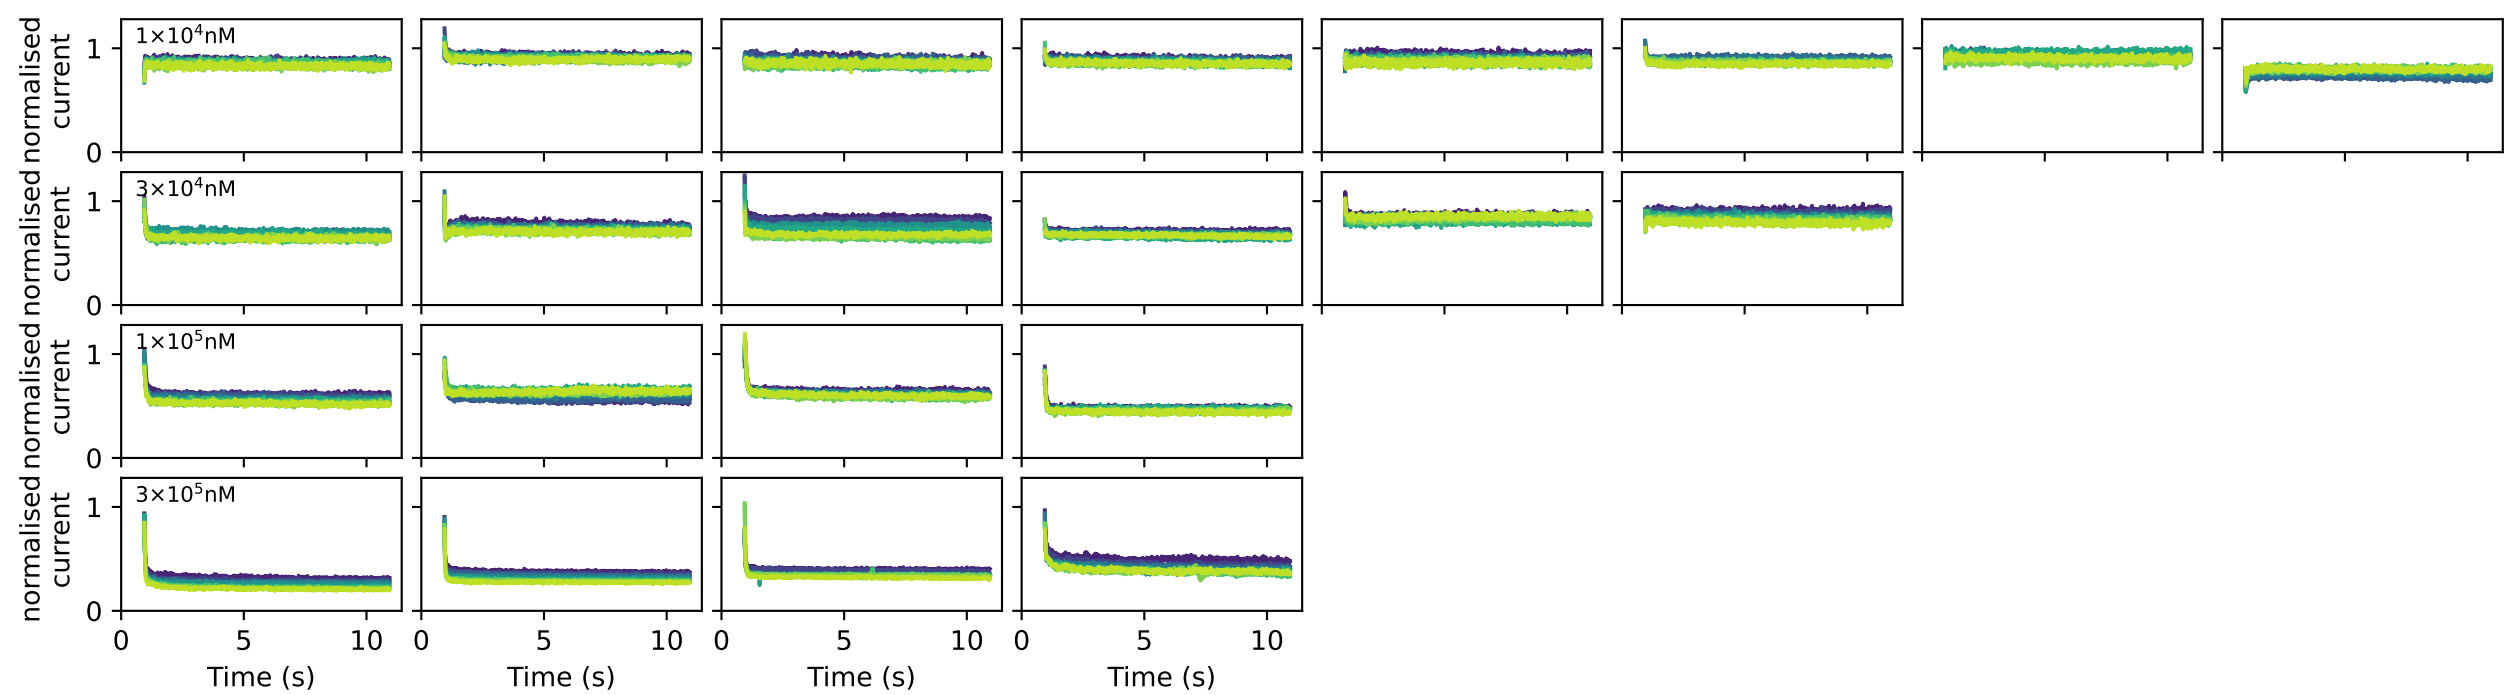 normalised
current
1
0
1×10⁴nM
normalised
current
1
0
3×10⁴nM
normalised
current
1
0
1×10⁵nM
normalised
current
1
0
3×10⁵nM
0 5 10 0 5 10 0 5 10 0 5 10
Time (s) Time (s) Time (s) Time (s)